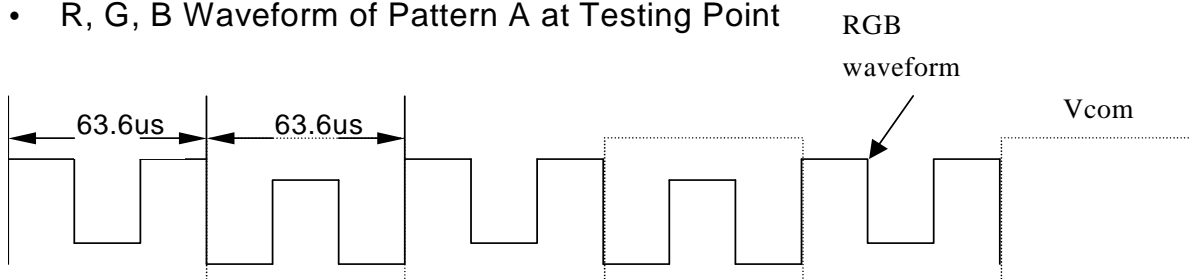 • R, G, B Waveform of Pattern A at Testing Point
RGB
waveform
Vcom
63.6us 63.6us